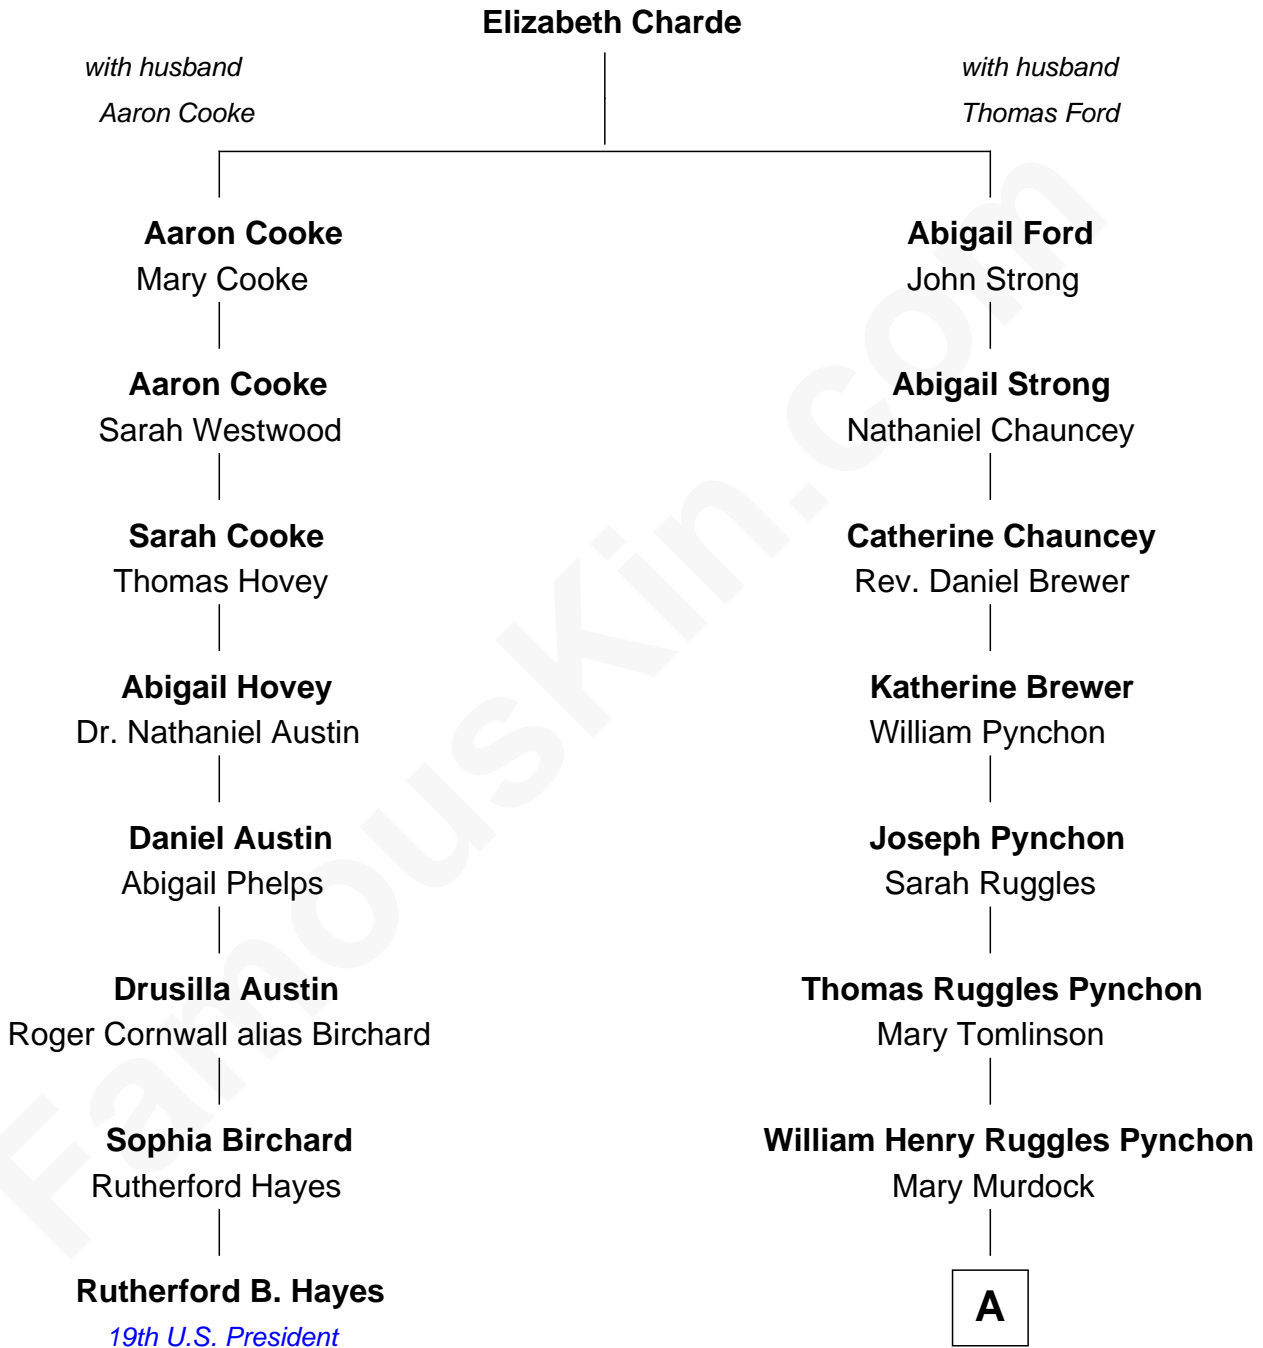 Elizabeth Charde
with husband
Aaron Cooke
with husband
Thomas Ford
Aaron Cooke
Mary Cooke
Abigail Ford
John Strong
Aaron Cooke
Sarah Westwood
Abigail Strong
Nathaniel Chauncey
Sarah Cooke
Thomas Hovey
Catherine Chauncey
Rev. Daniel Brewer
Abigail Hovey
Dr. Nathaniel Austin
Katherine Brewer
William Pynchon
Daniel Austin
Abigail Phelps
Joseph Pynchon
Sarah Ruggles
Drusilla Austin
Roger Cornwall alias Birchard
Thomas Ruggles Pynchon
Mary Tomlinson
Sophia Birchard
Rutherford Hayes
William Henry Ruggles Pynchon
Mary Murdock
Rutherford B. Hayes
19th U.S. President
A
FamousKin.com